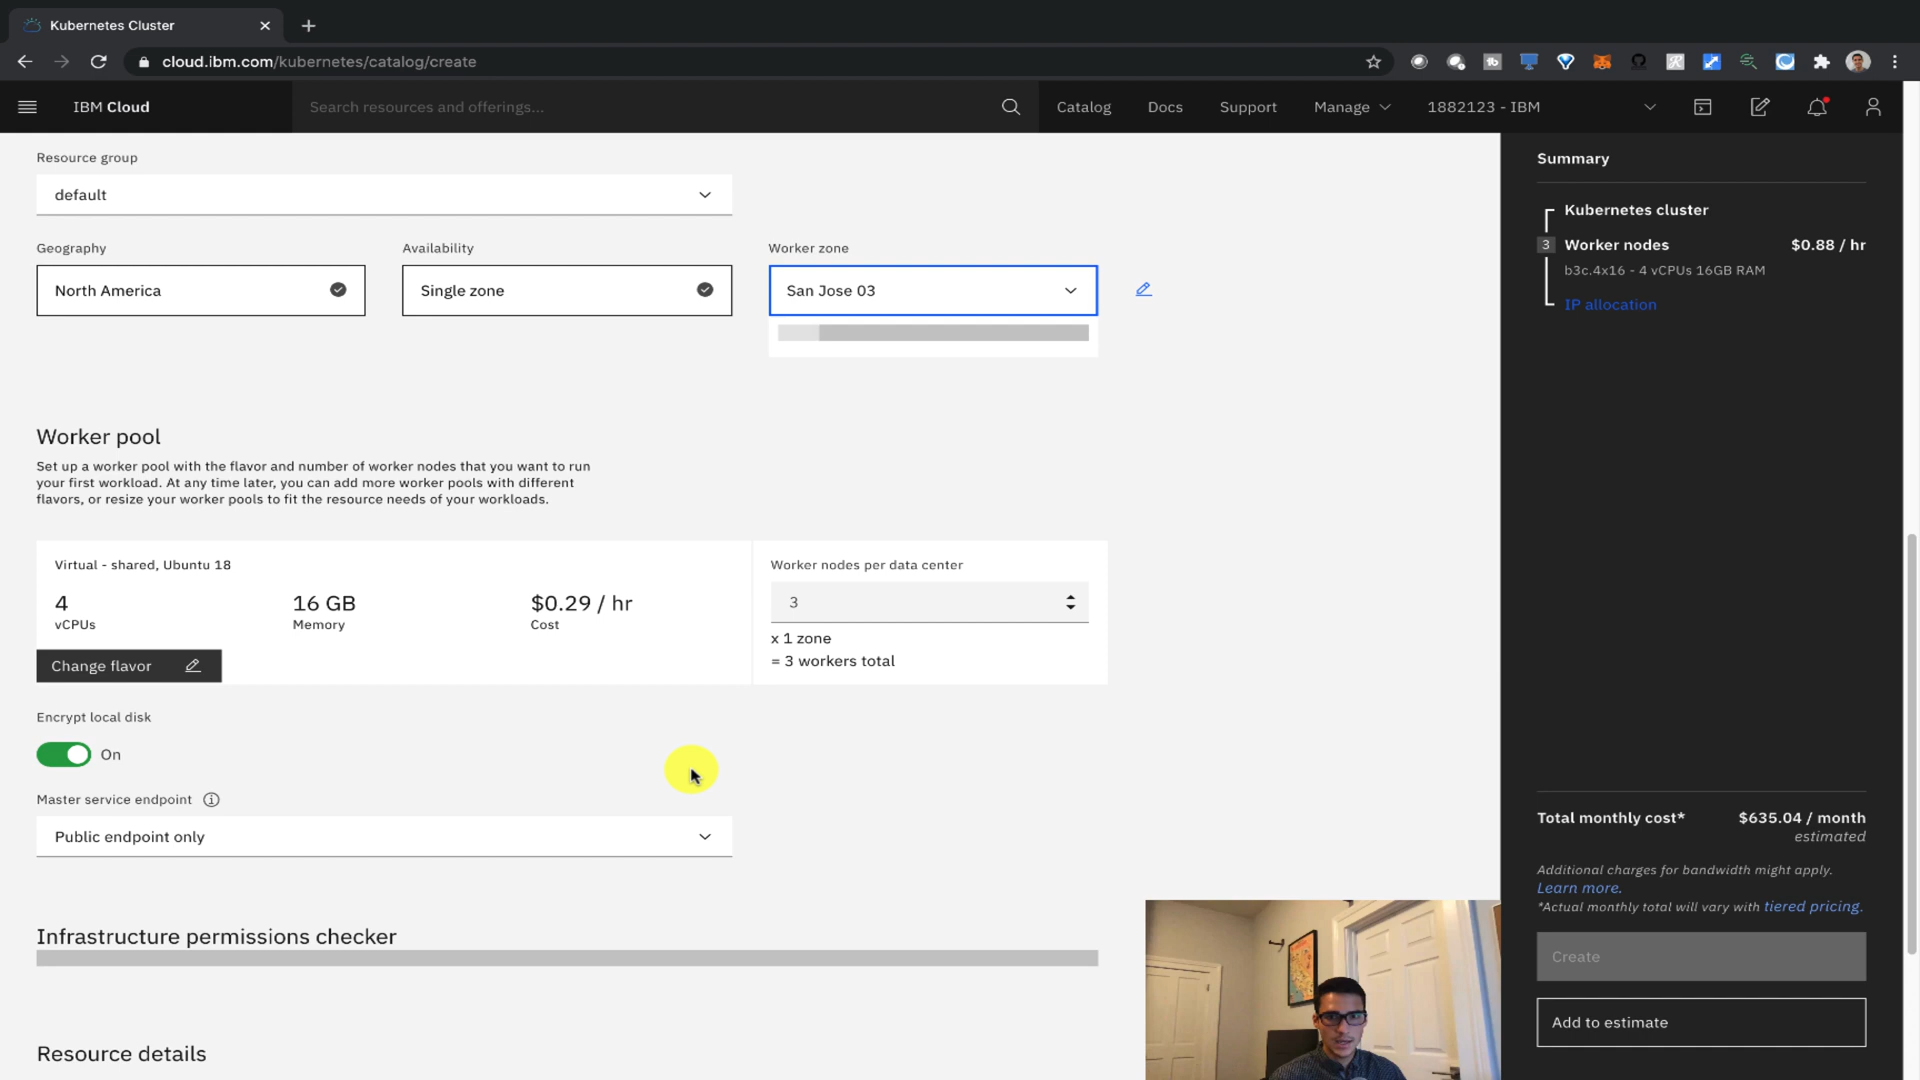 Kubernetes Cluster
cloud.ibm.com/kubernetes/catalog/create
IBM Cloud
Search resources and offerings...
Catalog
Docs
Support
Manage
1882123 - IBM
Resource group
default
Geography
Availability
Worker zone
North America
Single zone
San Jose 03
Worker pool
Set up a worker pool with the flavor and number of worker nodes that you want to run
your first workload. At any time later, you can add more worker pools with different
flavors, or resize your worker pools to fit the resource needs of your workloads.
Virtual - shared, Ubuntu 18
4
vCPUs
16 GB
Memory
$0.29 / hr
Cost
Change flavor
Worker nodes per data center
3
x 1 zone
= 3 workers total
Encrypt local disk
On
Master service endpoint
Public endpoint only
Infrastructure permissions checker
Resource details
Summary
Kubernetes cluster
3 Worker nodes $0.88 / hr
b3c.4x16 - 4 vCPUs 16GB RAM
IP allocation
Total monthly cost* $635.04 / month
estimated
Additional charges for bandwidth might apply.
Learn more.
*Actual monthly total will vary with tiered pricing.
Create
Add to estimate